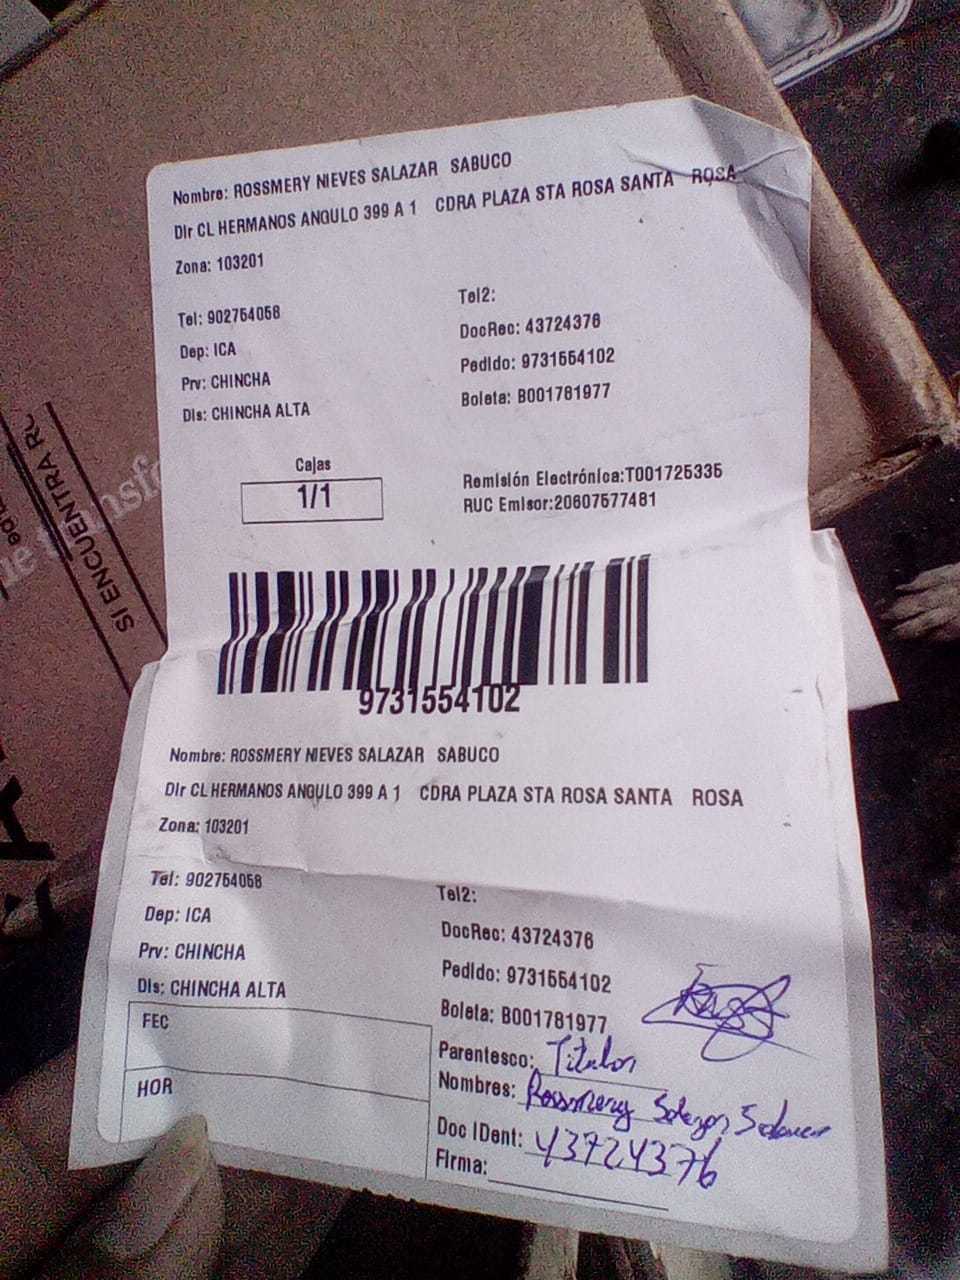 Nombre: ROSSMERY NIEVES SALAZAR SABUCO
Dir CL HERMANOS ANGULO 399 A 1 CDRA PLAZA STA ROSA SANTA ROSA
Zona: 103201
Tel: 902754058
Dep: ICA
Prv: CHINCHA
Dis: CHINCHA ALTA
Tel2:
DocRec: 43724376
Pedido: 9731554102
Boleta: B001781977
Cajas
1/1
Remisión Electrónica:T001725335
RUC Emisor:20607577481
SI ENCUENTRA
9731554102
Nombre: ROSSMERY NIEVES SALAZAR SABUCO
Dir CL HERMANOS ANGULO 399 A 1 CDRA PLAZA STA ROSA SANTA ROSA
Zona: 103201
Tel: 902754058
Dep: ICA
Prv: CHINCHA
Dis: CHINCHA ALTA
FEC
HOR
Tel2:
DocRec: 43724376
Pedido: 9731554102
Boleta: B001781977
Parentesco: Titular
Nombres: Rossmery Salazar
Doc IDent: 43724376
Firma: